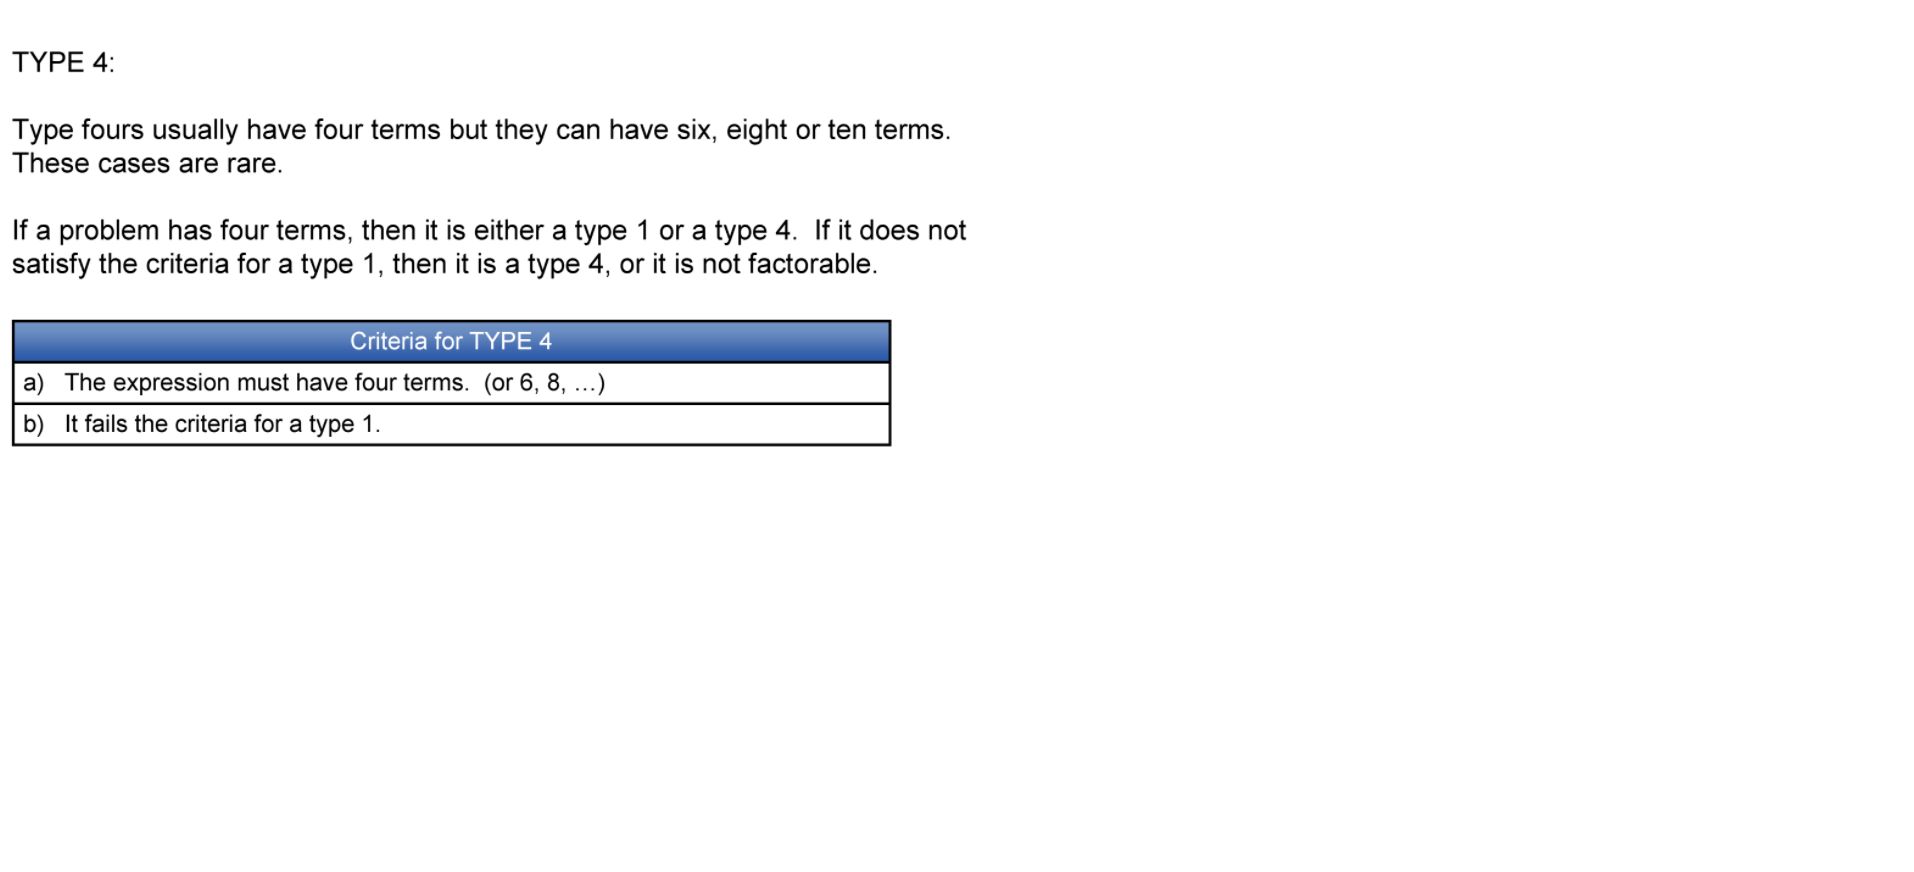 TYPE 4:
Type fours usually have four terms but they can have six, eight or ten terms.
These cases are rare.
If a problem has four terms, then it is either a type 1 or a type 4.  If it does not
satisfy the criteria for a type 1, then it is a type 4, or it is not factorable.
Criteria for TYPE 4
a)   The expression must have four terms.  (or 6, 8, …)
b)   It fails the criteria for a type 1.